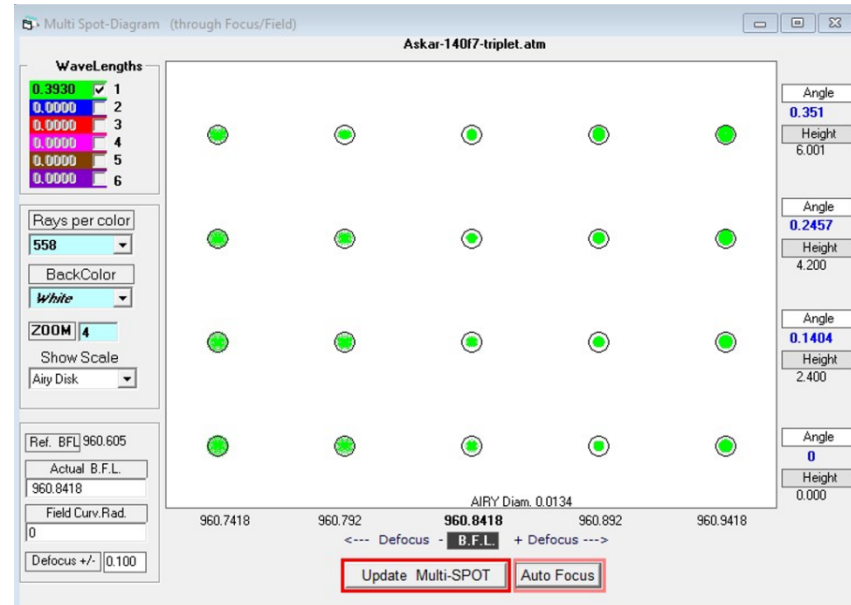 Multi Spot-Diagram (through Focus/Field)
Askar-140f7-triplet.atm
WaveLengths
0.3930 1
0.0000 2
0.0000 3
0.0000 4
0.0000 5
0.0000 6
Rays per color
558
BackColor
White
ZOOM 4
Show Scale
Airy Disk
Ref. BFL 960.605
Actual B.F.L.
960.8418
Field Curv.Rad.
0
Defocus +/- 0.100
Angle
0.351
Height
6.001
Angle
0.2457
Height
4.200
Angle
0.1404
Height
2.400
Angle
0
Height
0.000
AIRY Diam. 0.0134
960.7418 960.792 960.8418 960.892 960.9418
<--- Defocus - B.F.L. + Defocus --->
Update Multi-SPOT Auto Focus